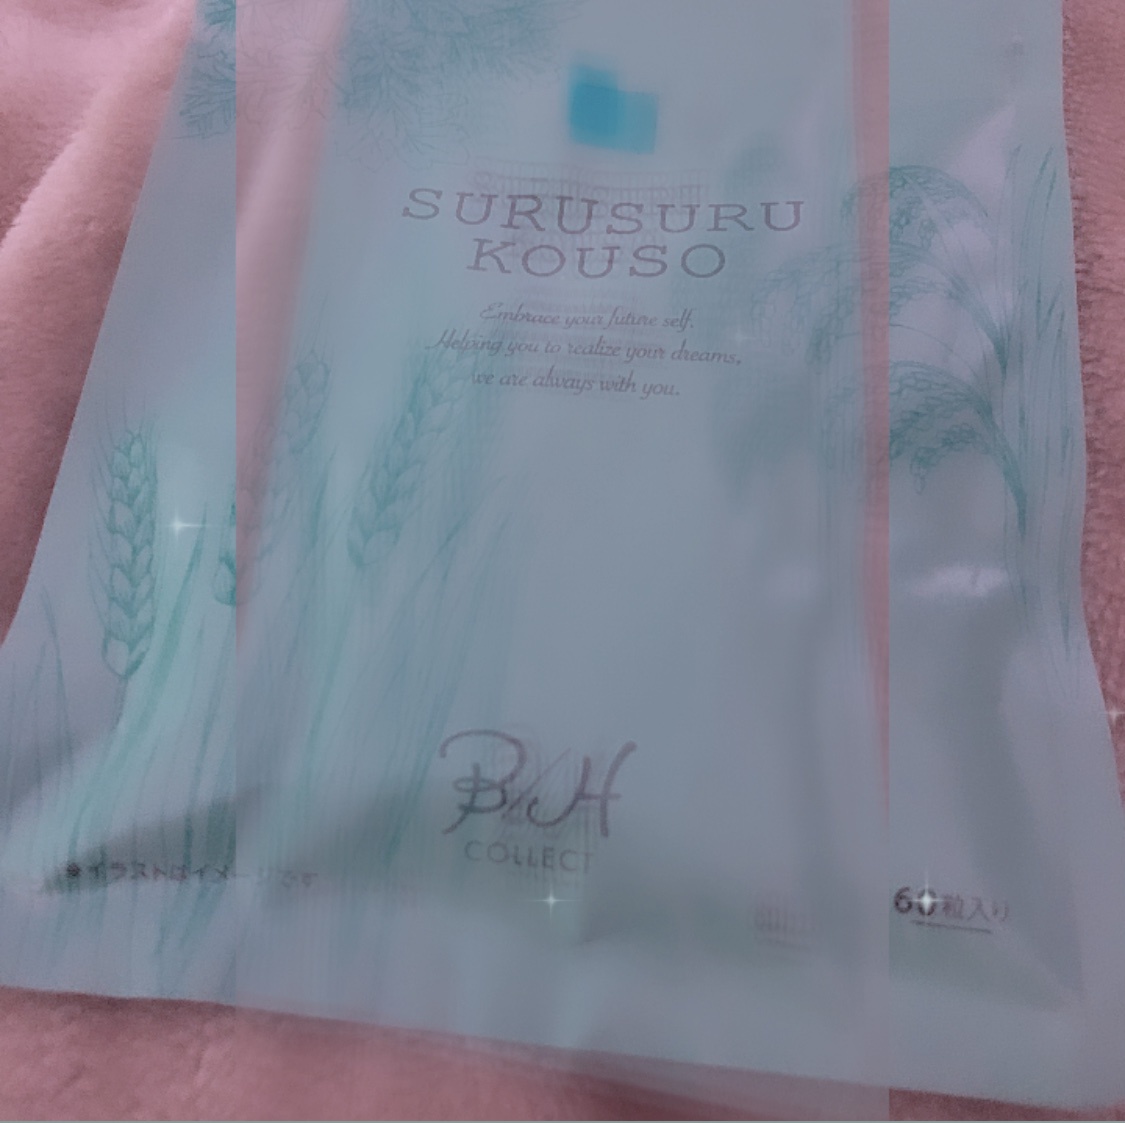 SURUSURU
KOUSO
Embrace your future self.
Helping you to realize your dreams,
we are always with you.
B&H
COLLECT
※イラストはイメージです
60粒入り